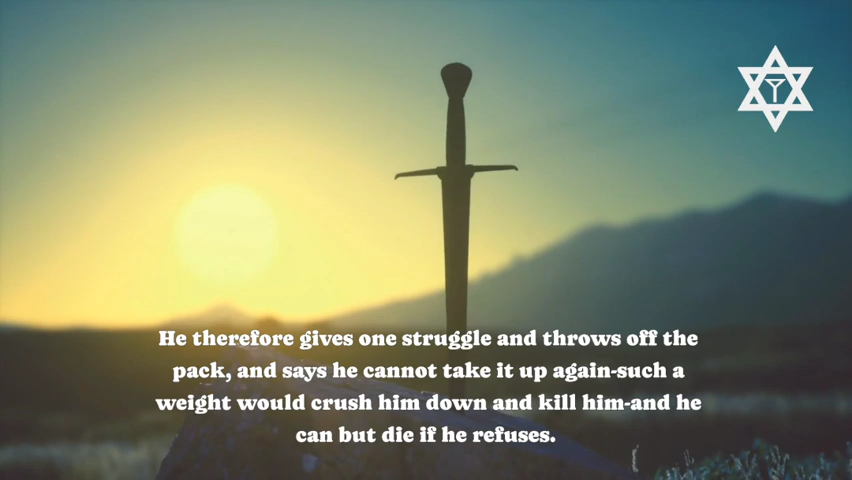 He therefore gives one struggle and throws off the
pack, and says he cannot take it up again-such a
weight would crush him down and kill him-and he
can but die if he refuses.